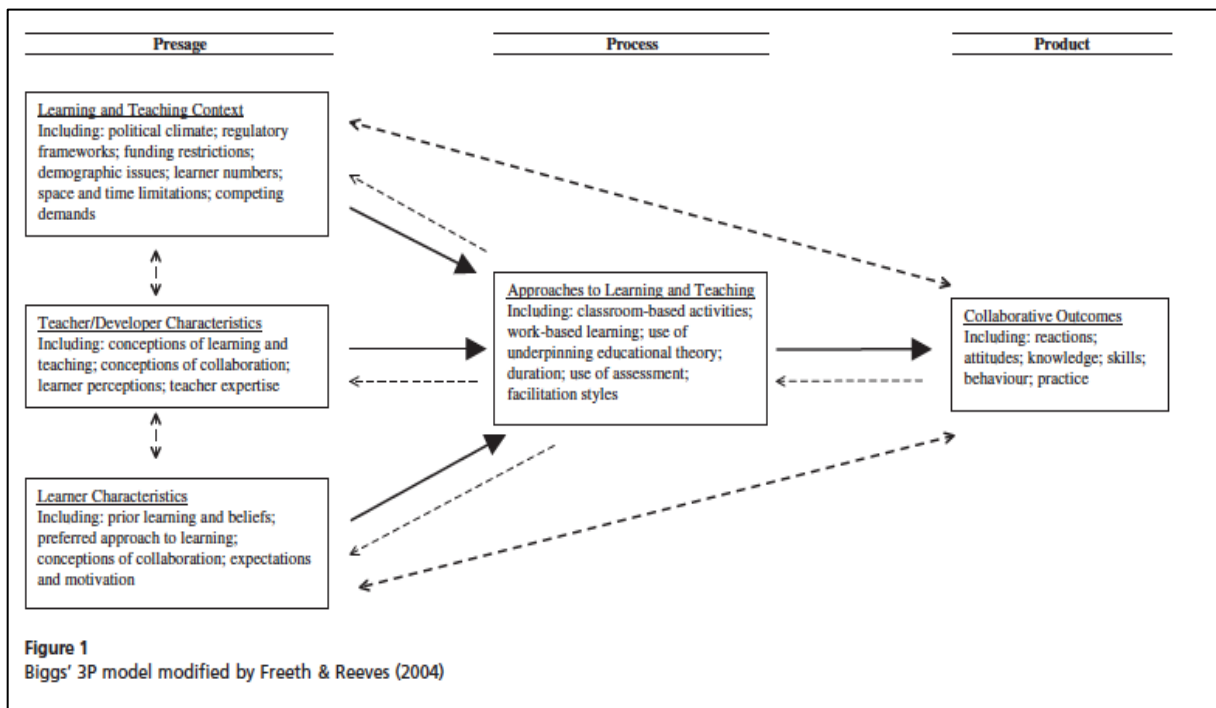 Presage
Process
Product
Learning and Teaching Context
Including: political climate; regulatory
frameworks; funding restrictions;
demographic issues; learner numbers;
space and time limitations; competing
demands
Teacher/Developer Characteristics
Including: conceptions of learning and
teaching; conceptions of collaboration;
learner perceptions; teacher expertise
Learner Characteristics
Including: prior learning and beliefs;
preferred approach to learning;
conceptions of collaboration; expectations
and motivation
Approaches to Learning and Teaching
Including: classroom-based activities;
work-based learning; use of
underpinning educational theory;
duration; use of assessment;
facilitation styles
Collaborative Outcomes
Including: reactions;
attitudes; knowledge; skills;
behaviour; practice
Figure 1
Biggs' 3P model modified by Freeth & Reeves (2004)